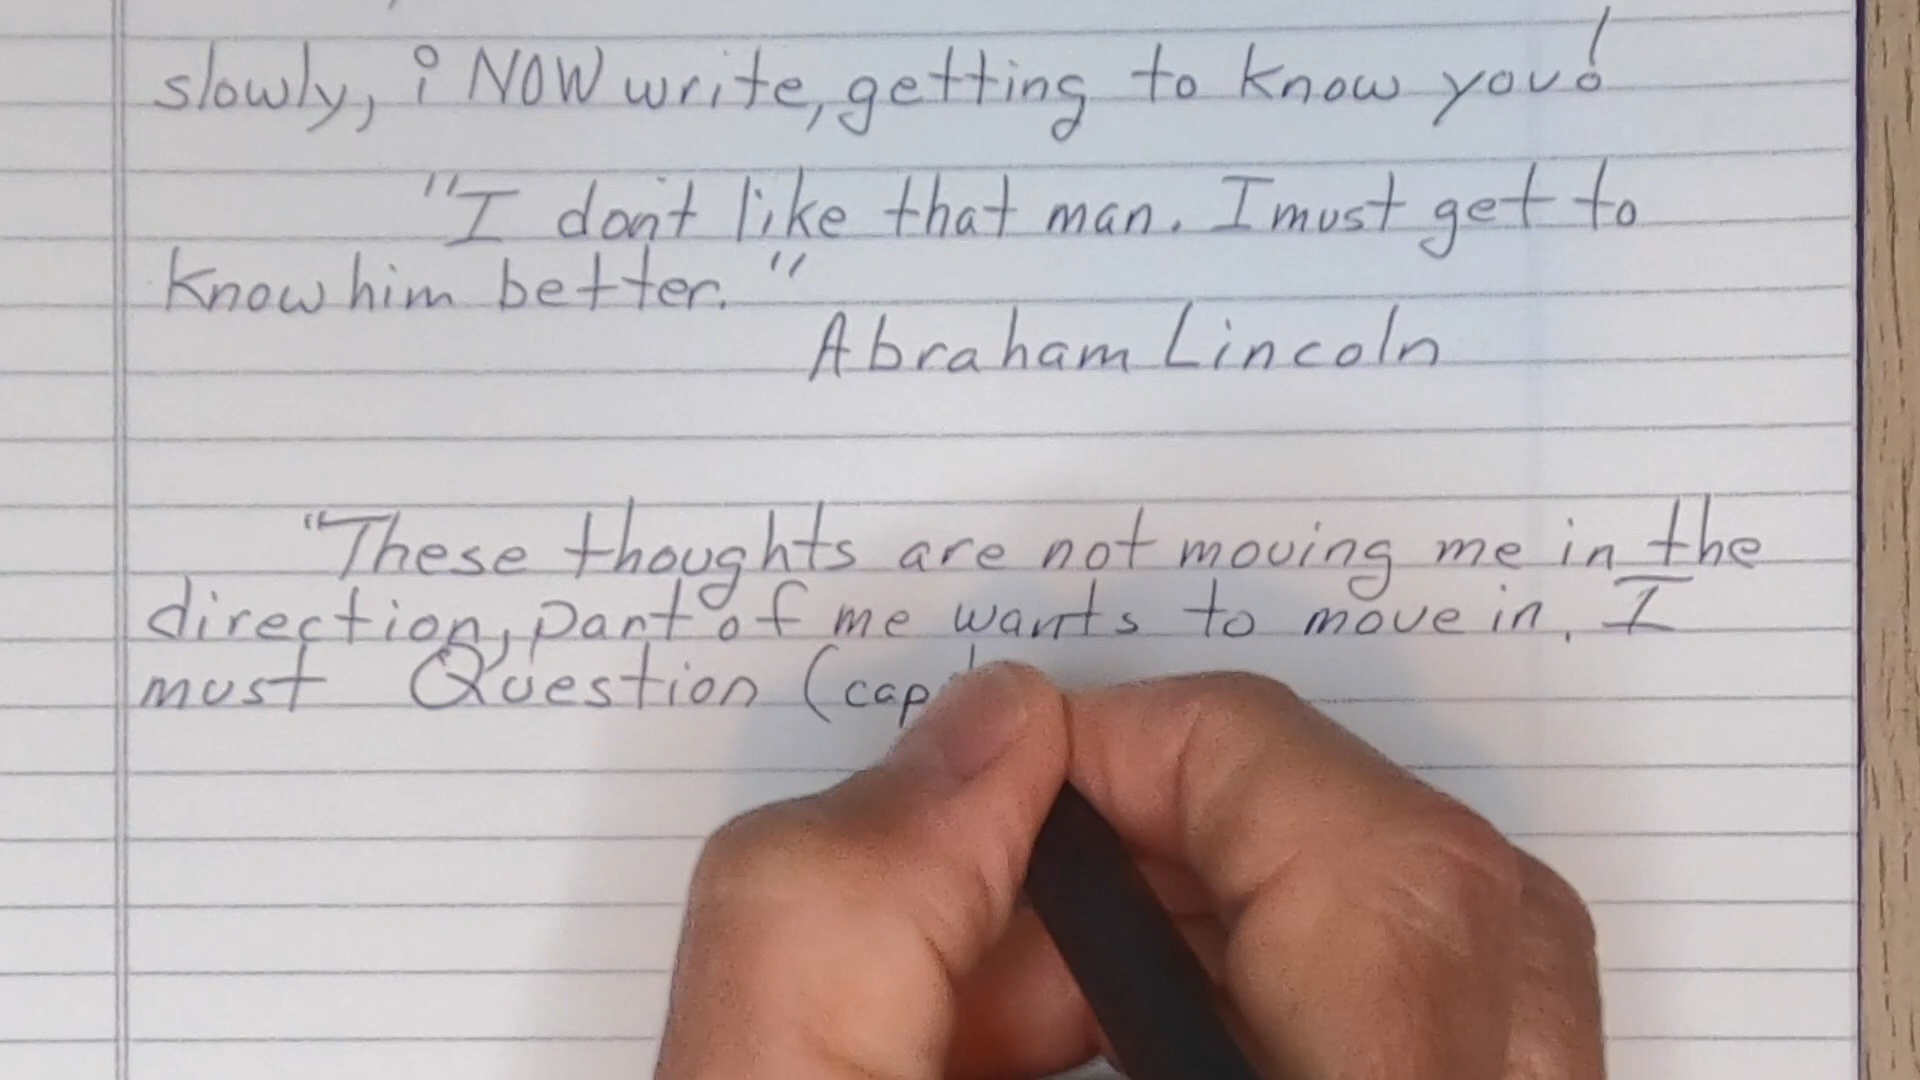 slowly, i NOW write, getting to know you!
"I don't like that man. I must get to
know him better."
Abraham Lincoln
"These thoughts are not moving me in the
direction, part of me wants to move in. I
must Question (cap